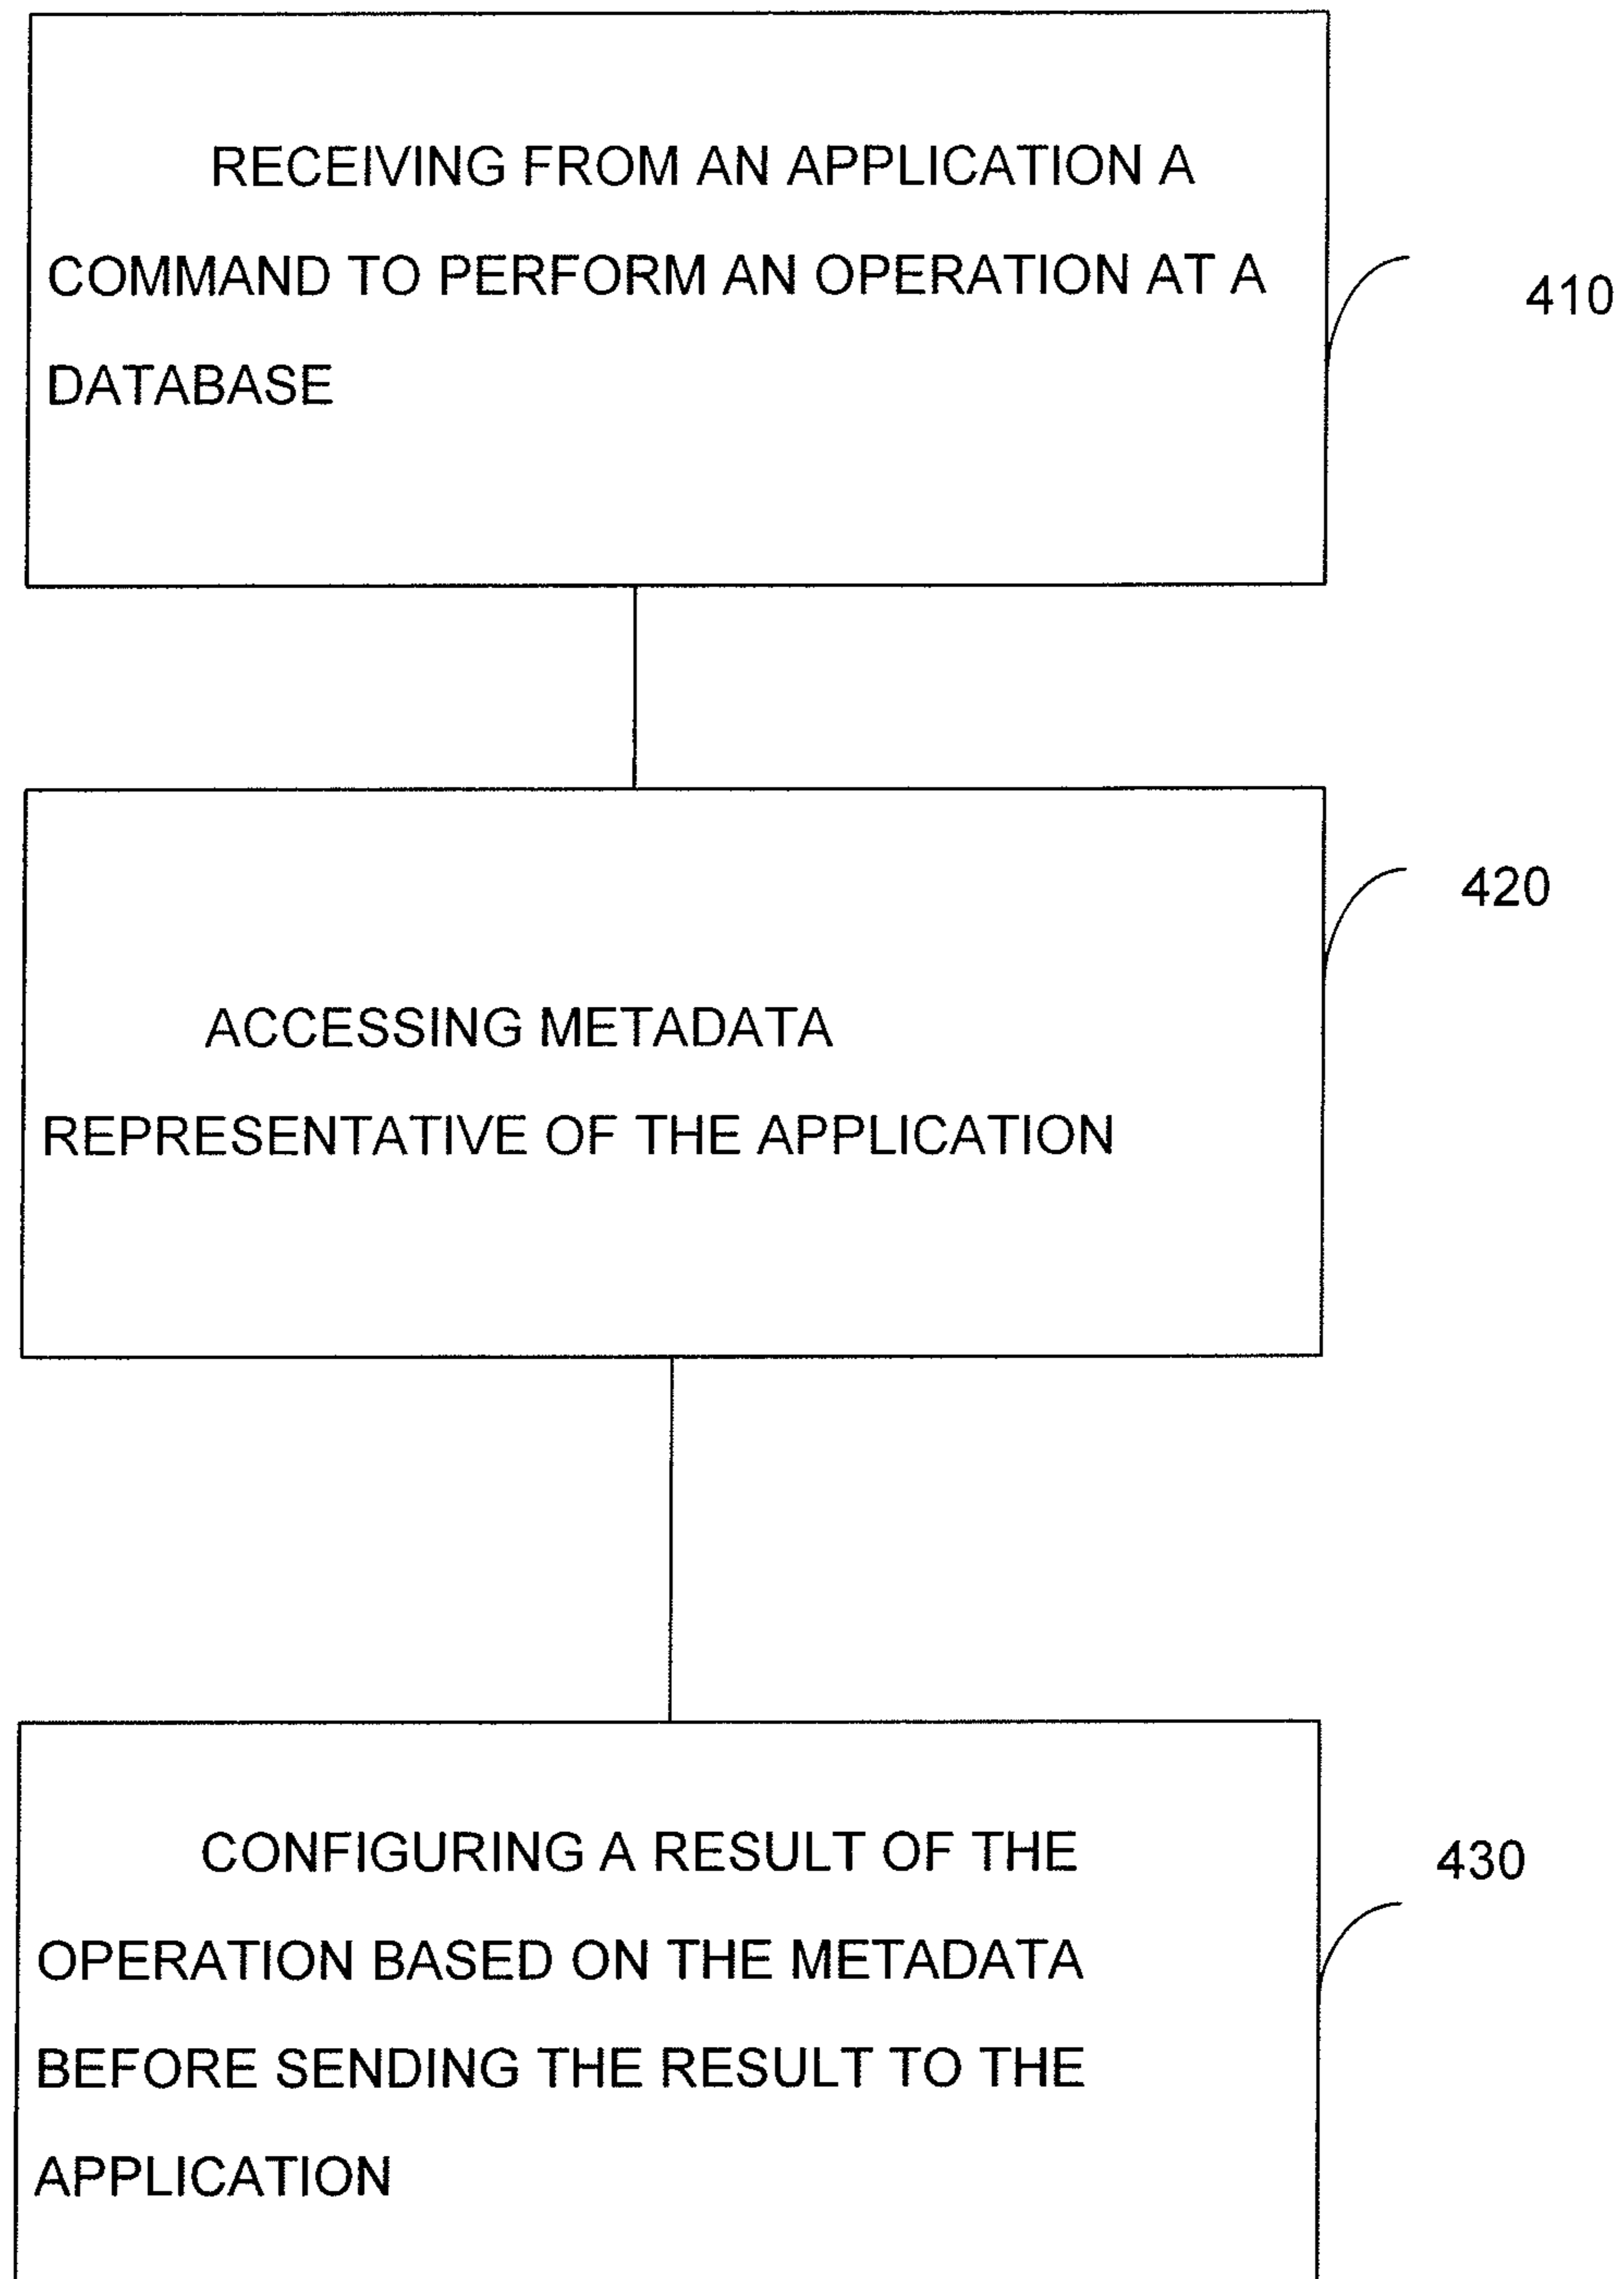 RECEIVING FROM AN APPLICATION A
COMMAND TO PERFORM AN OPERATION AT A
DATABASE
410
420
ACCESSING METADATA
REPRESENTATIVE OF THE APPLICATION
CONFIGURING A RESULT OF THE
430
OPERATION BASED ON THE METADATA
BEFORE SENDING THE RESULT TO THE
APPLICATION